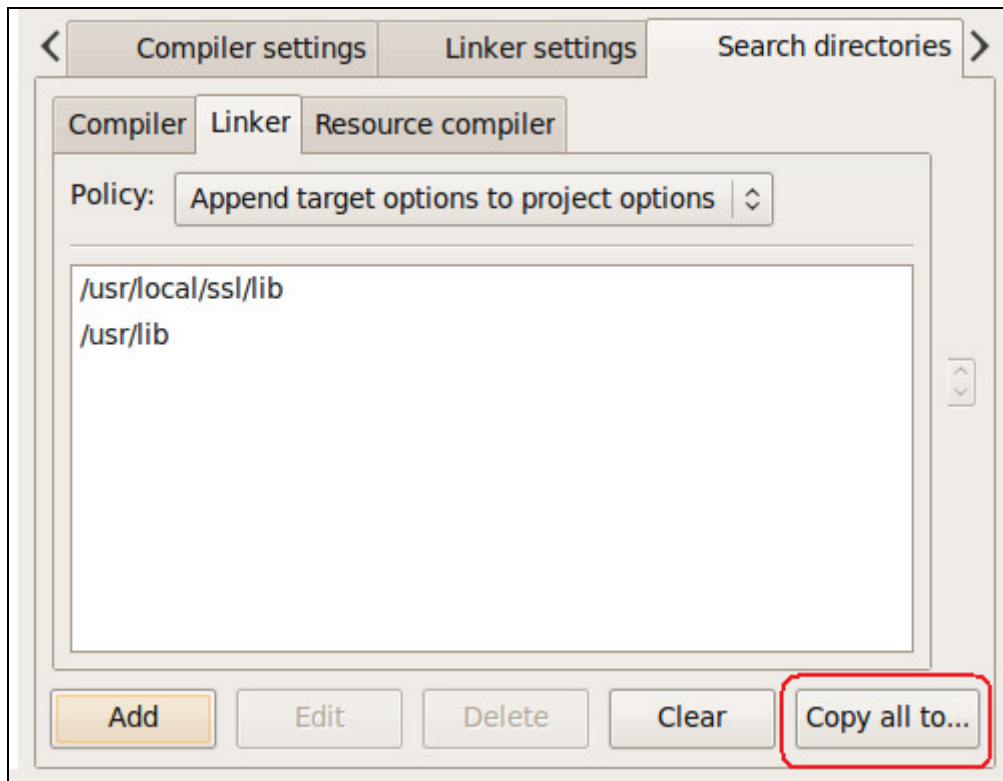 Compiler settings Linker settings Search directories
Compiler Linker Resource compiler
Policy: Append target options to project options
/usr/local/ssl/lib
/usr/lib
Add Edit Delete Clear Copy all to...